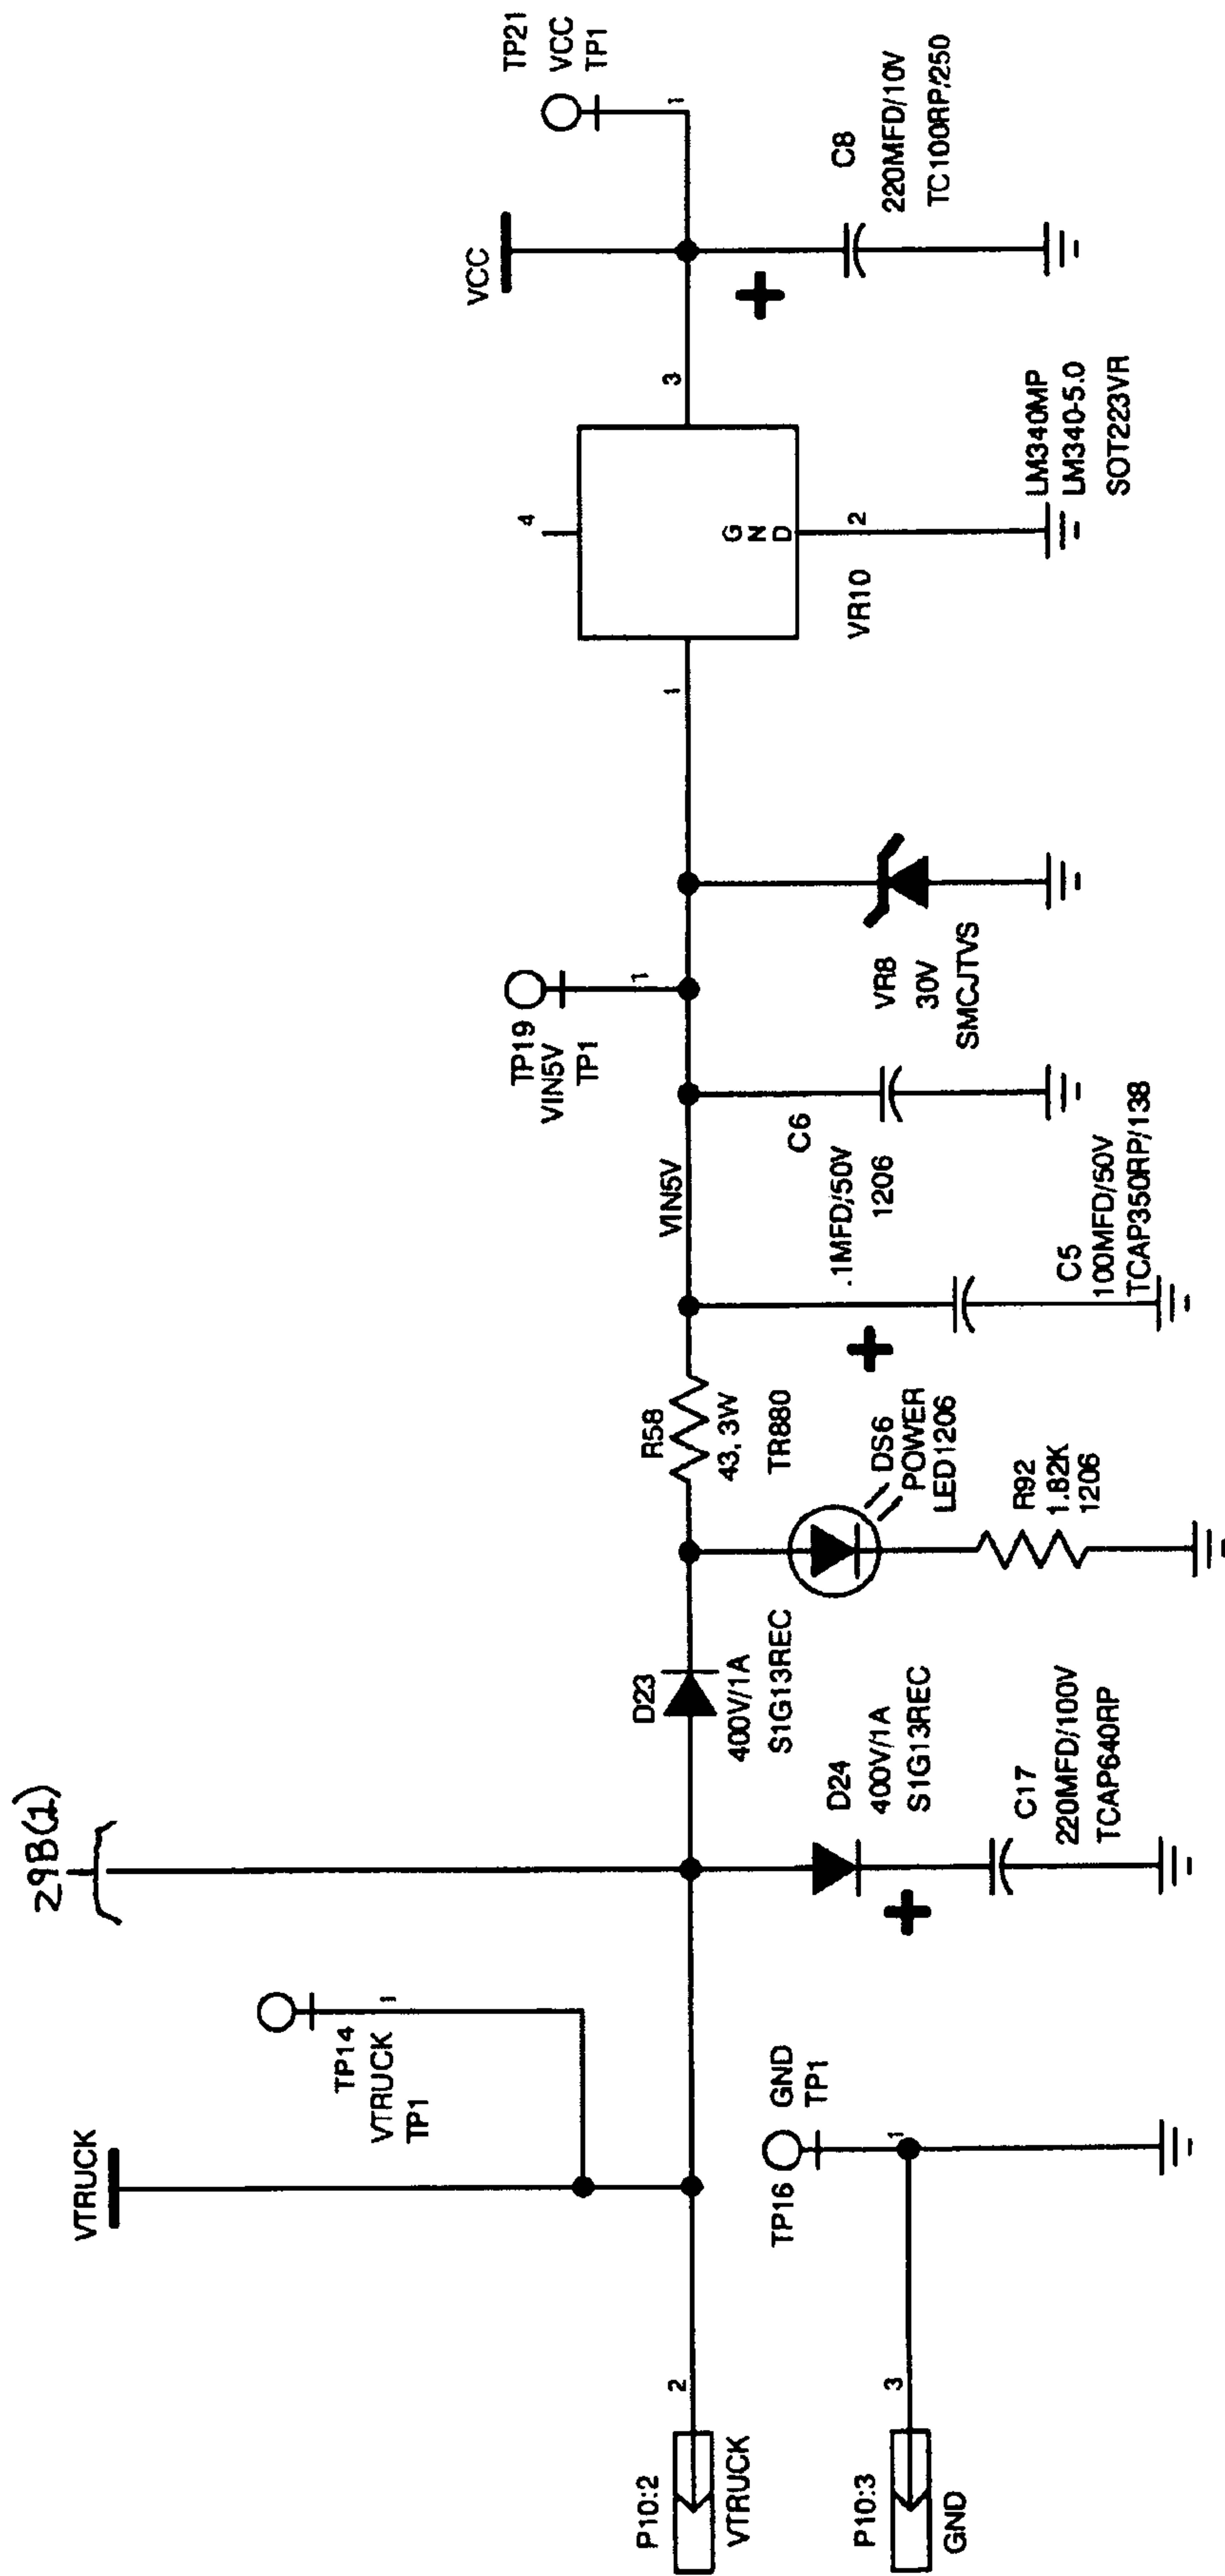 29B(1)
VTRUCK
TP14
VTRUCK
TP1
1
P10:2
VTRUCK
2
P10:3
GND
3
TP16
GND
TP1
1
D24
400V/1A
S1G13REC
C17
220MFD/100V
TCAP640RP
+
D23
400V/1A
S1G13REC
DS6
POWER
LED1206
R92
1.82K
1206
R58
43, 3W
TR880
VIN5V
+
C5
100MFD/50V
TCAP350RP/138
C6
.1MFD/50V
1206
TP19
VIN5V
TP1
1
VR8
30V
SMCJTVS
1
4
GND
2
3
VR10
LM340MP
LM340-5.0
SOT223VR
VCC
+
TP21
VCC
TP1
1
C8
220MFD/10V
TC100RP/250